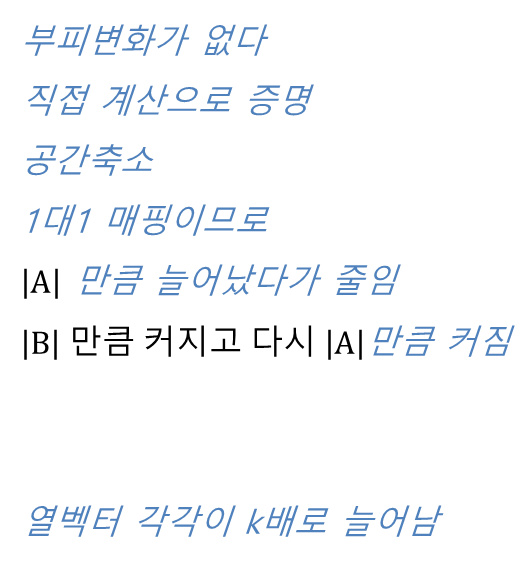 부피변화가 없다
직접 계산으로 증명
공간축소
1대1 매핑이므로
|A| 만큼 늘어났다가 줄임
|B| 만큼 커지고 다시 |A|만큼 커짐
열벡터 각각이 k배로 늘어남